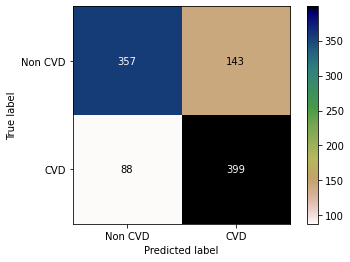 Non CVD
CVD
True label
357
143
88
399
Non CVD
CVD
Predicted label
350
300
250
200
150
100